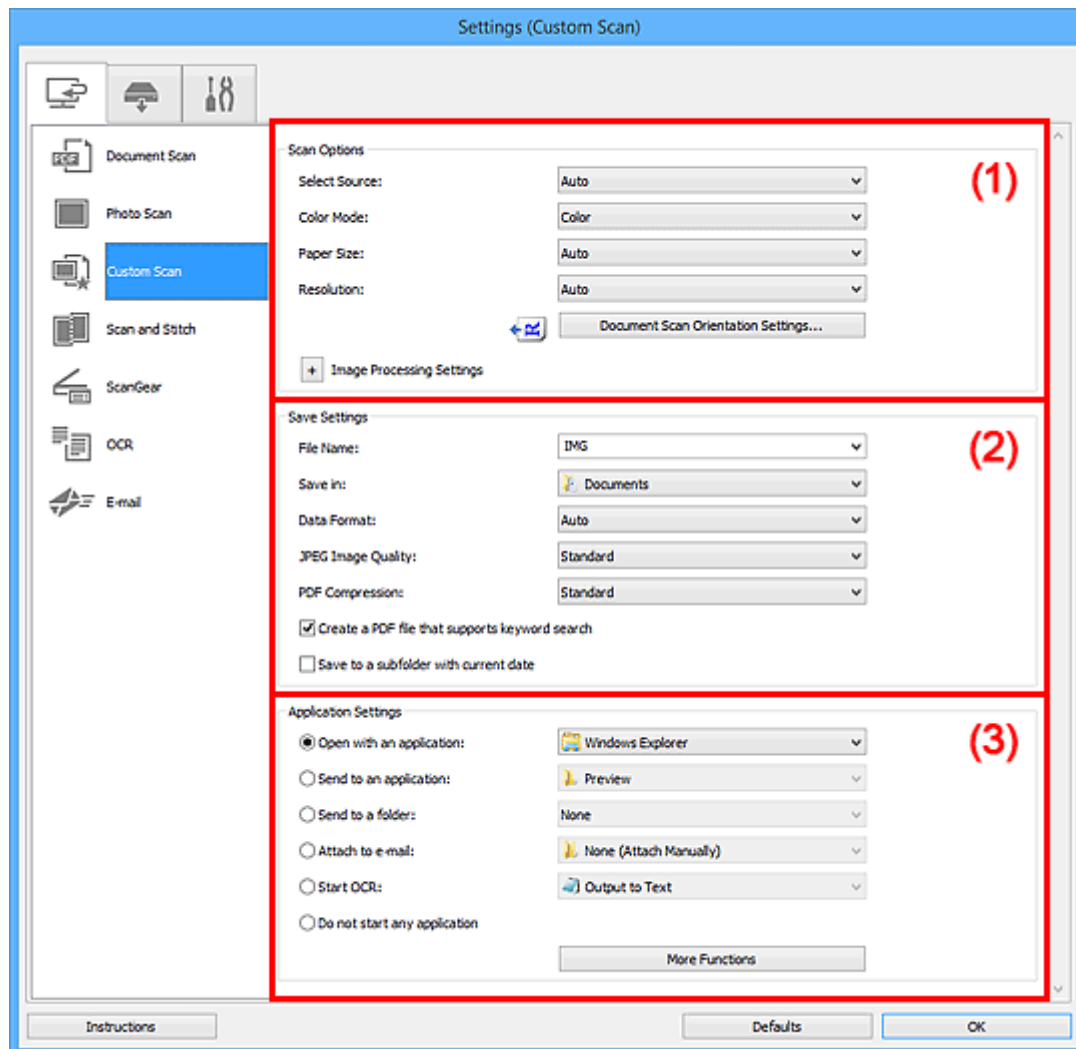 Settings (Custom Scan)
Document Scan
Photo Scan
Custom Scan
Scan and Stitch
ScanGear
OCR
E-mail
(1)
Scan Options
Select Source: Auto
Color Mode: Color
Paper Size: Auto
Resolution: Auto
Document Scan Orientation Settings...
+ Image Processing Settings
(2)
Save Settings
File Name: IMG
Save in: Documents
Data Format: Auto
JPEG Image Quality: Standard
PDF Compression: Standard
Create a PDF file that supports keyword search
Save to a subfolder with current date
(3)
Application Settings
Open with an application: Windows Explorer
Send to an application: Preview
Send to a folder: None
Attach to e-mail: None (Attach Manually)
Start OCR: Output to Text
Do not start any application
More Functions
Instructions Defaults OK